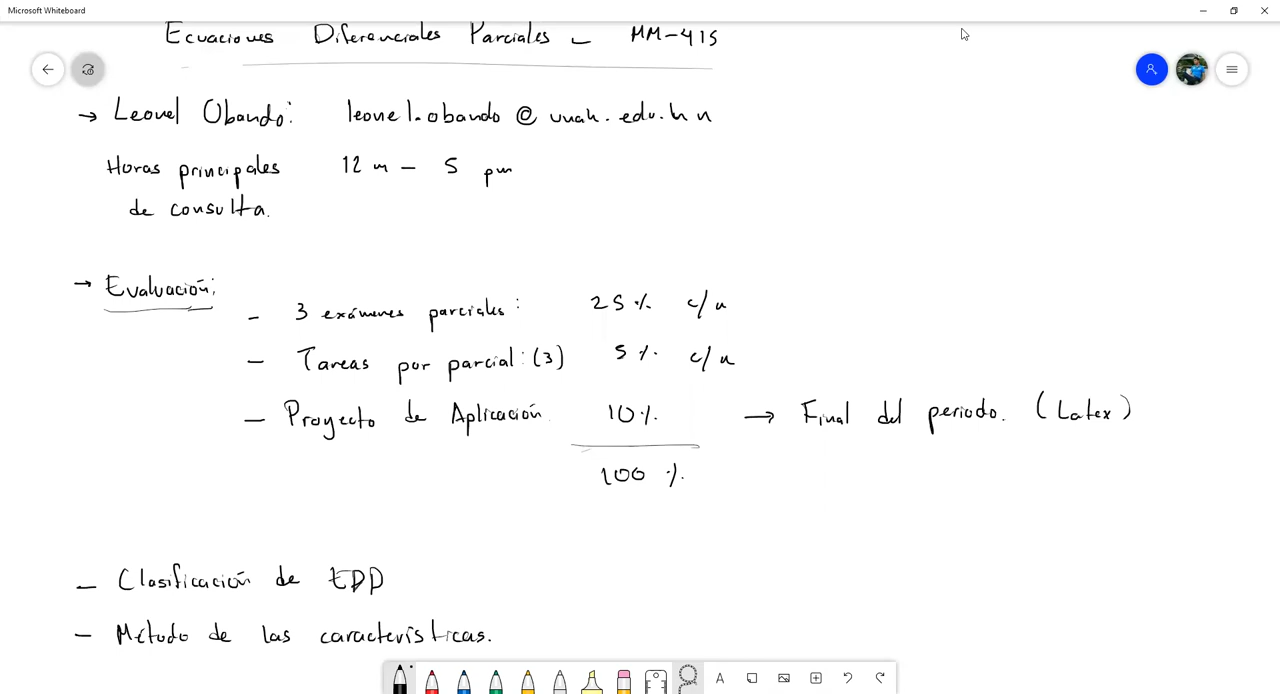 Microsoft Whiteboard
Ecuaciones Diferenciales Parciales - MM-415
→ Leonel Obando: leonel.obando@unah.edu.hn
Horas principales 12 m - 5 pm
de consulta.
→ Evaluación:
- 3 exámenes parciales: 25 % c/u
- Tareas por parcial: (3) 5 % c/u
- Proyecto de Aplicación 10 % → Final del periodo. (Latex)
100 %
- Clasificación de EDP
- Método de las características.
A